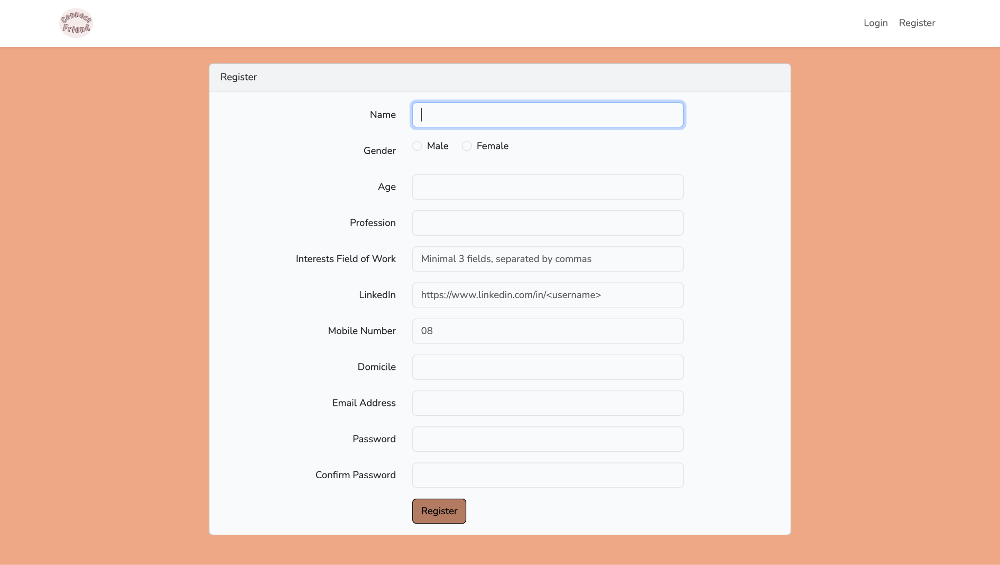 Connect
Friend
Login Register
Register
Name
Gender Male Female
Age
Profession
Interests Field of Work Minimal 3 fields, separated by commas
LinkedIn https://www.linkedin.com/in/<username>
Mobile Number 08
Domicile
Email Address
Password
Confirm Password
Register